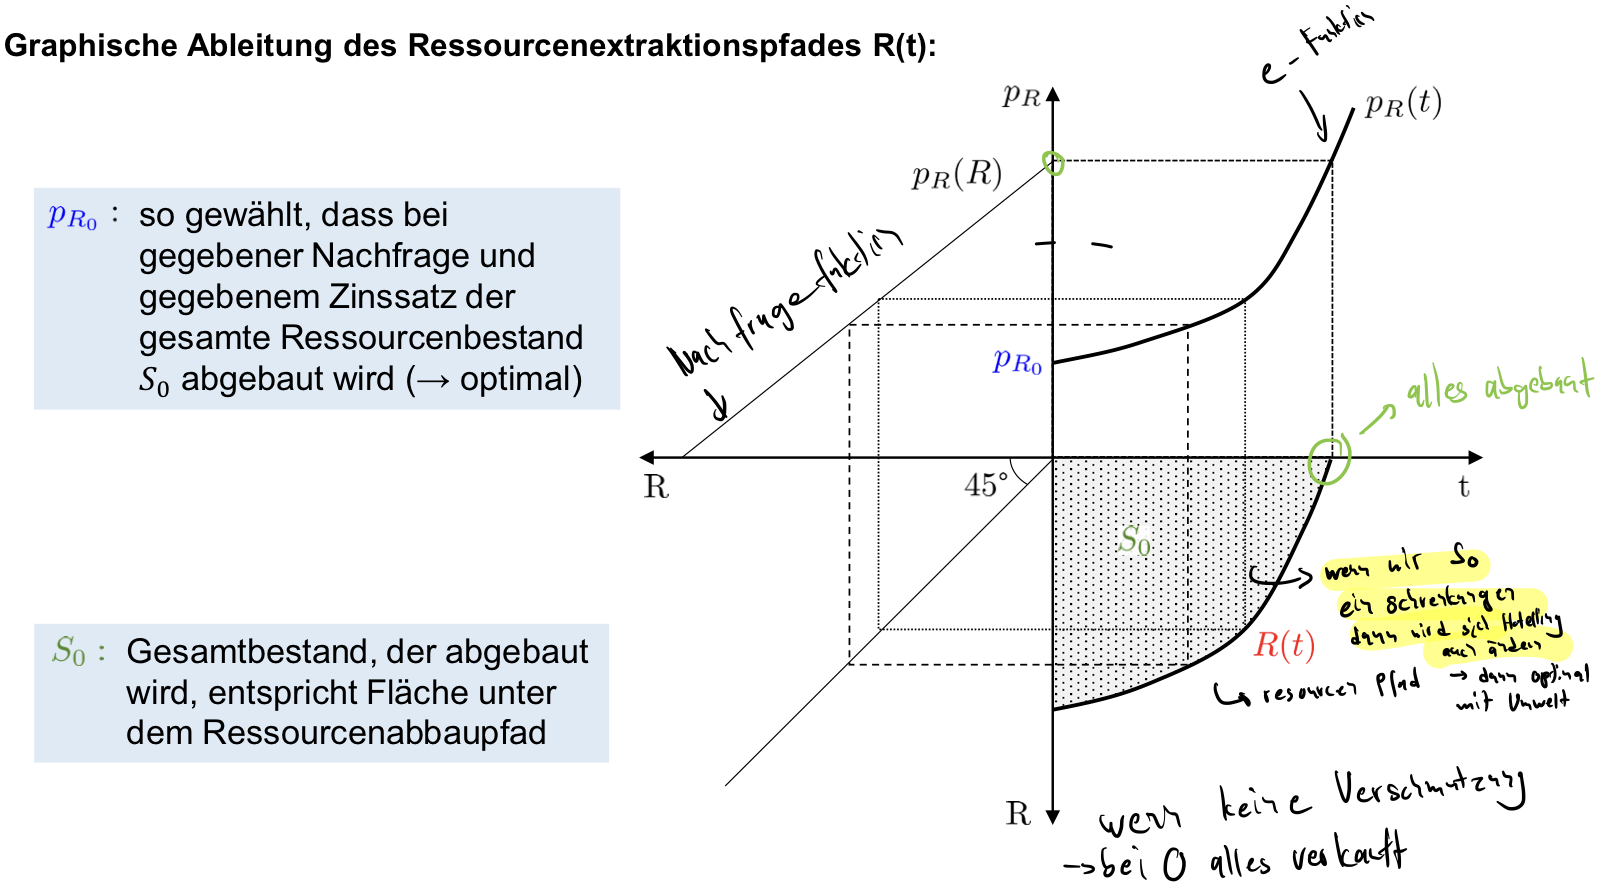 Graphische Ableitung des Ressourcenextraktionspfades R(t):
e-Funktion
p_R
p_R(t)
p_R(R)
p_{R_0} : so gewählt, dass bei
gegebener Nachfrage und
gegebenem Zinssatz der
gesamte Ressourcenbestand
S_0 abgebaut wird (→ optimal)
Nachfrage-fuktion
p_{R_0}
→ alles abgebaut
R
45°
t
S_0
→ wenn wir S_0
einschrenkungen
dann wird sich Hotelling
auch ändern
→ dann optimal
mit Umwelt
R(t)
↳ resourcen Pfad
S_0 : Gesamtbestand, der abgebaut
wird, entspricht Fläche unter
dem Ressourcenabbaupfad
R
wenn keine Verschmutzung
→ bei 0 alles verkauft